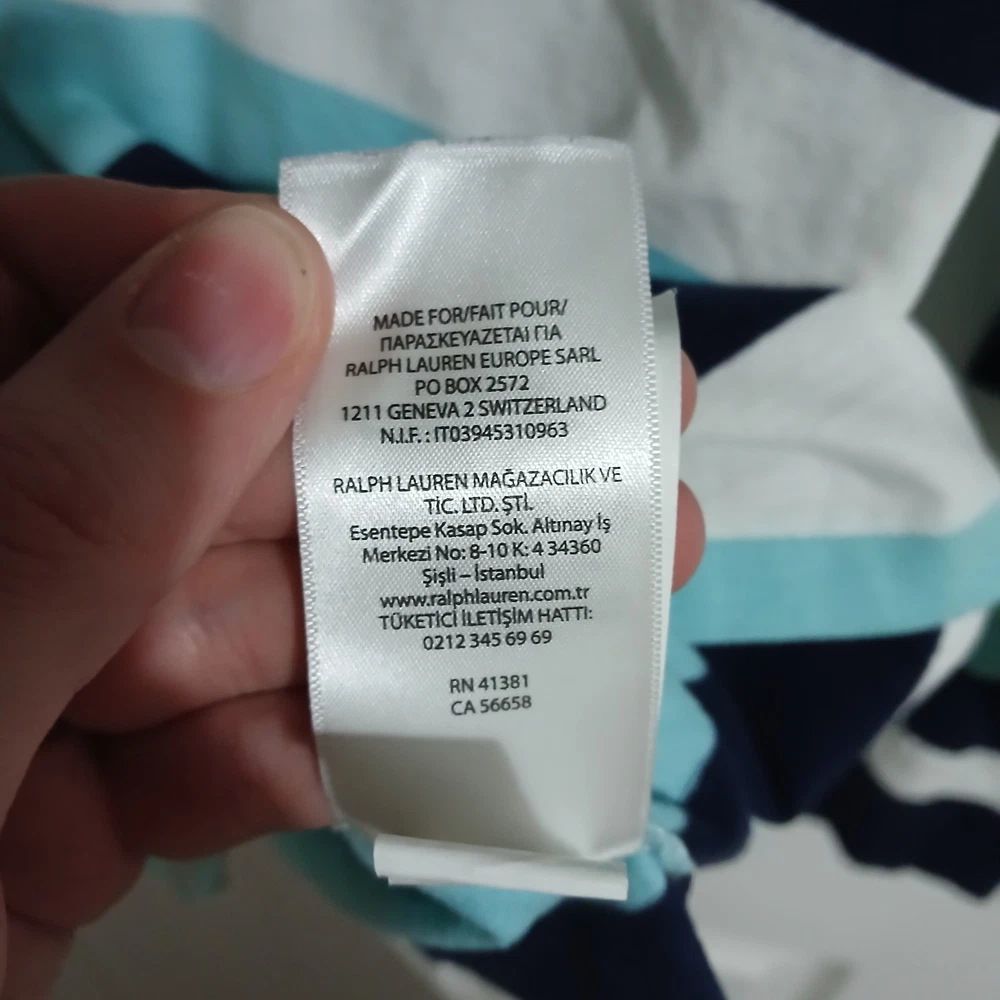 MADE FOR/FAIT POUR/
ΠΑΡΑΣΚΕΥΑΖΕΤΑΙ ΓΙΑ
RALPH LAUREN EUROPE SARL
PO BOX 2572
1211 GENEVA 2 SWITZERLAND
N.I.F. : IT03945310963
RALPH LAUREN MAĞAZACILIK VE
TİC. LTD. ŞTİ.
Esentepe Kasap Sok. Altınay İş
Merkezi No: 8-10 K: 4 34360
Şişli – İstanbul
www.ralphlauren.com.tr
TÜKETİCİ İLETİŞİM HATTI:
0212 345 69 69
RN 41381
CA 56658